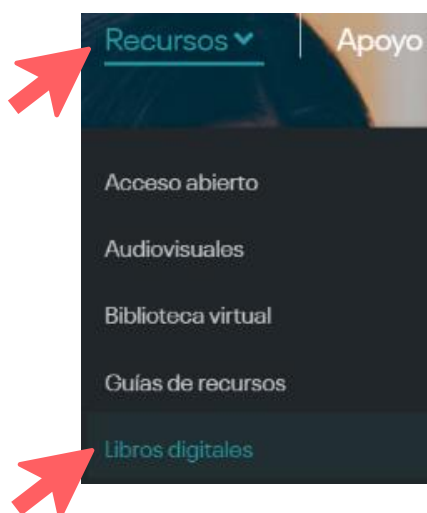 Recursos Apoyo
Acceso abierto
Audiovisuales
Biblioteca virtual
Guías de recursos
Libros digitales